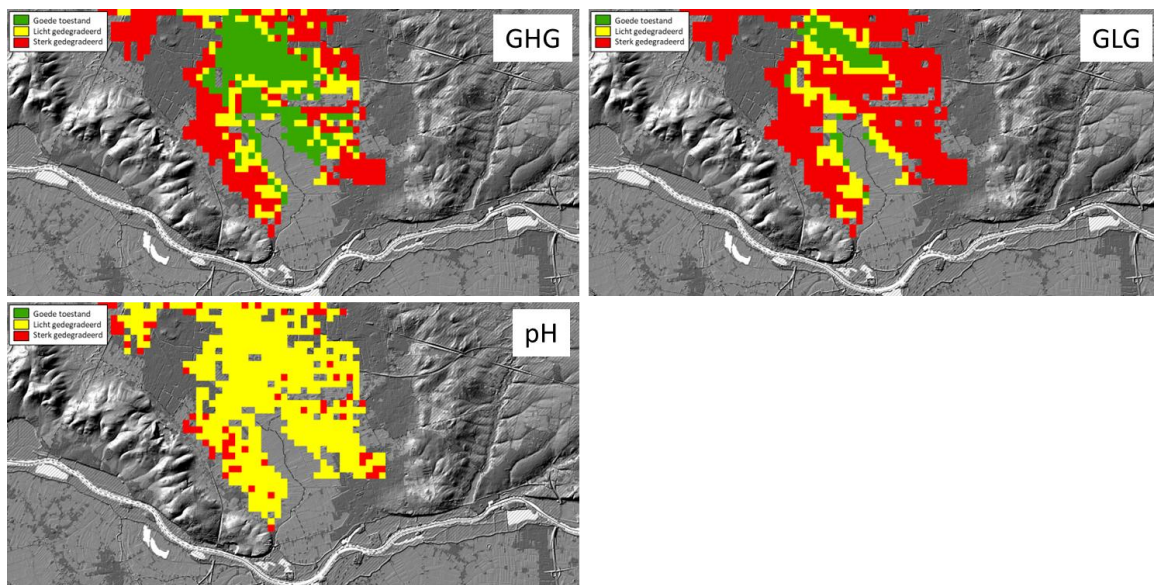 Goede toestand
Licht gedegradeerd
Sterk gedegradeerd
GHG
Goede toestand
Licht gedegradeerd
Sterk gedegradeerd
GLG
Goede toestand
Licht gedegradeerd
Sterk gedegradeerd
pH